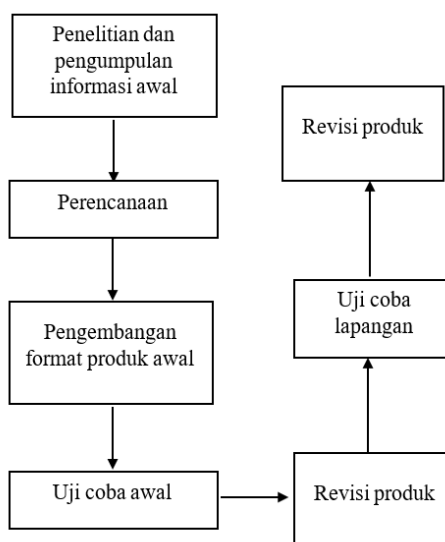 Penelitian dan
pengumpulan
informasi awal
Perencanaan
Pengembangan
format produk awal
Uji coba awal
Revisi produk
Uji coba
lapangan
Revisi produk